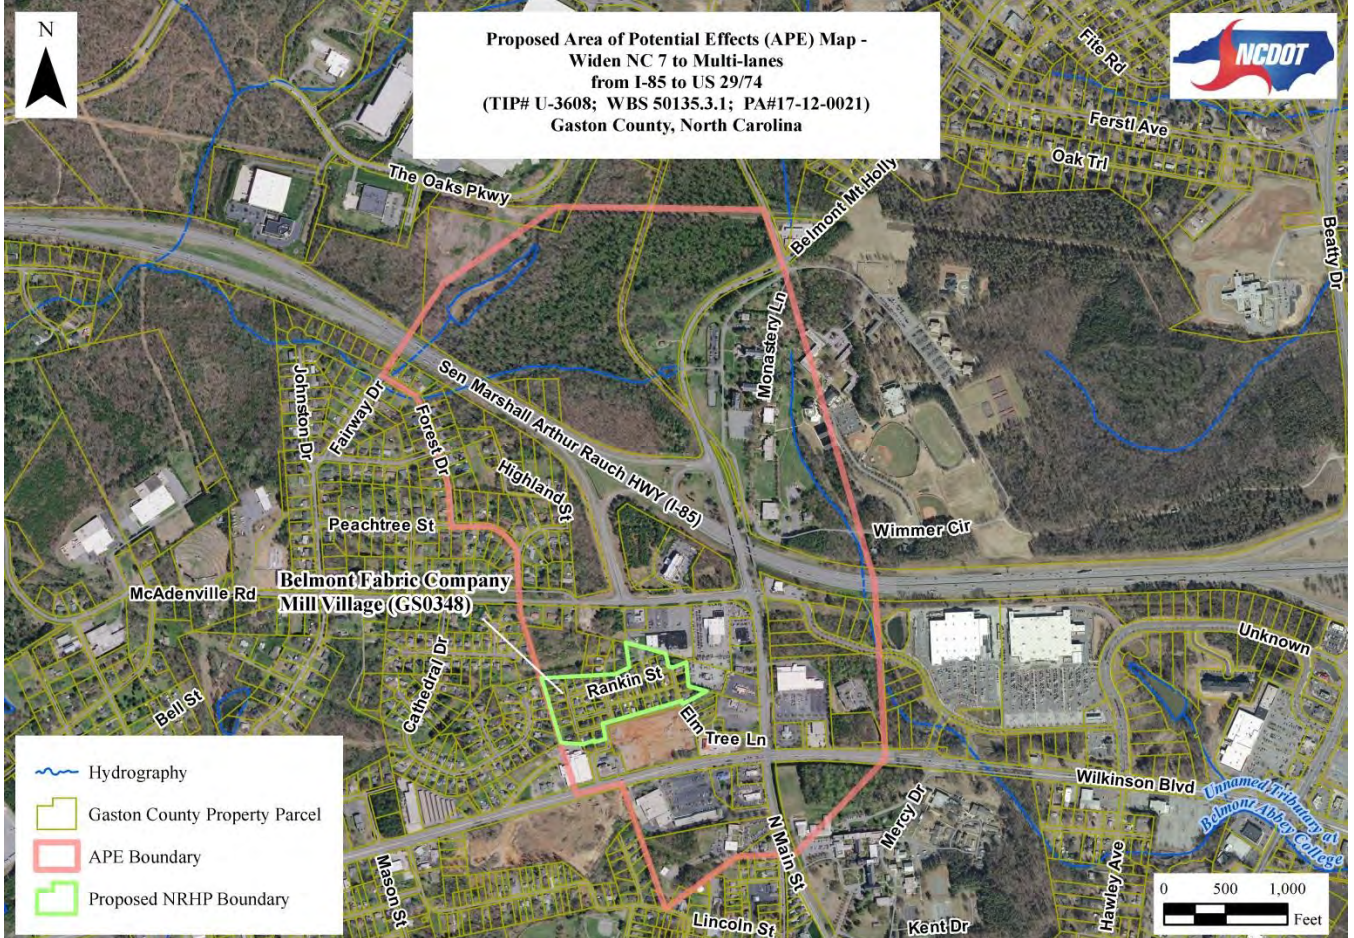 N
Proposed Area of Potential Effects (APE) Map -
Widen NC 7 to Multi-lanes
from I-85 to US 29/74
(TIP# U-3608; WBS 50135.3.1; PA#17-12-0021)
Gaston County, North Carolina
NCDOT
Fite Rd
Ferstl Ave
Oak Trl
The Oaks Pkwy
Belmont Mt Holly
Beatty Dr
Monastery Ln
Johnston Dr
Fairway Dr
Forest Dr
Sen Marshall Arthur Rauch HWY (I-85)
Highland St
Peachtree St
Wimmer Cir
Belmont Fabric Company
Mill Village (GS0348)
McAdenville Rd
Unknown
Cathedral Dr
Rankin St
Bell St
Elm Tree Ln
Wilkinson Blvd
Unnamed Tributary at
Belmont Abbey
College
Mercy Dr
N Main St
Mason St
Hawley Ave
Lincoln St
Kent Dr
Hydrography
Gaston County Property Parcel
APE Boundary
Proposed NRHP Boundary
0 500 1,000
Feet